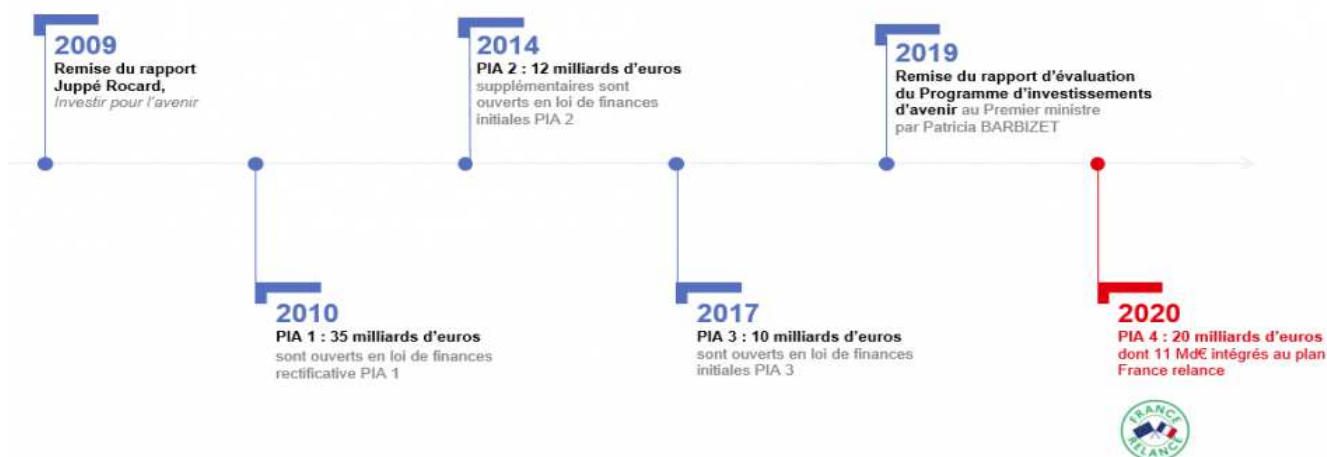 2009
Remise du rapport
Juppé Rocard,
Investir pour l'avenir
2014
PIA 2 : 12 milliards d'euros
supplémentaires sont
ouverts en loi de finances
initiales PIA 2
2019
Remise du rapport d'évaluation
du Programme d'investissements
d'avenir au Premier ministre
par Patricia BARBIZET
2010
PIA 1 : 35 milliards d'euros
sont ouverts en loi de finances
rectificative PIA 1
2017
PIA 3 : 10 milliards d'euros
sont ouverts en loi de finances
initiales PIA 3
2020
PIA 4 : 20 milliards d'euros
dont 11 Md€ intégrés au plan
France relance
FRANCE
RELANCE